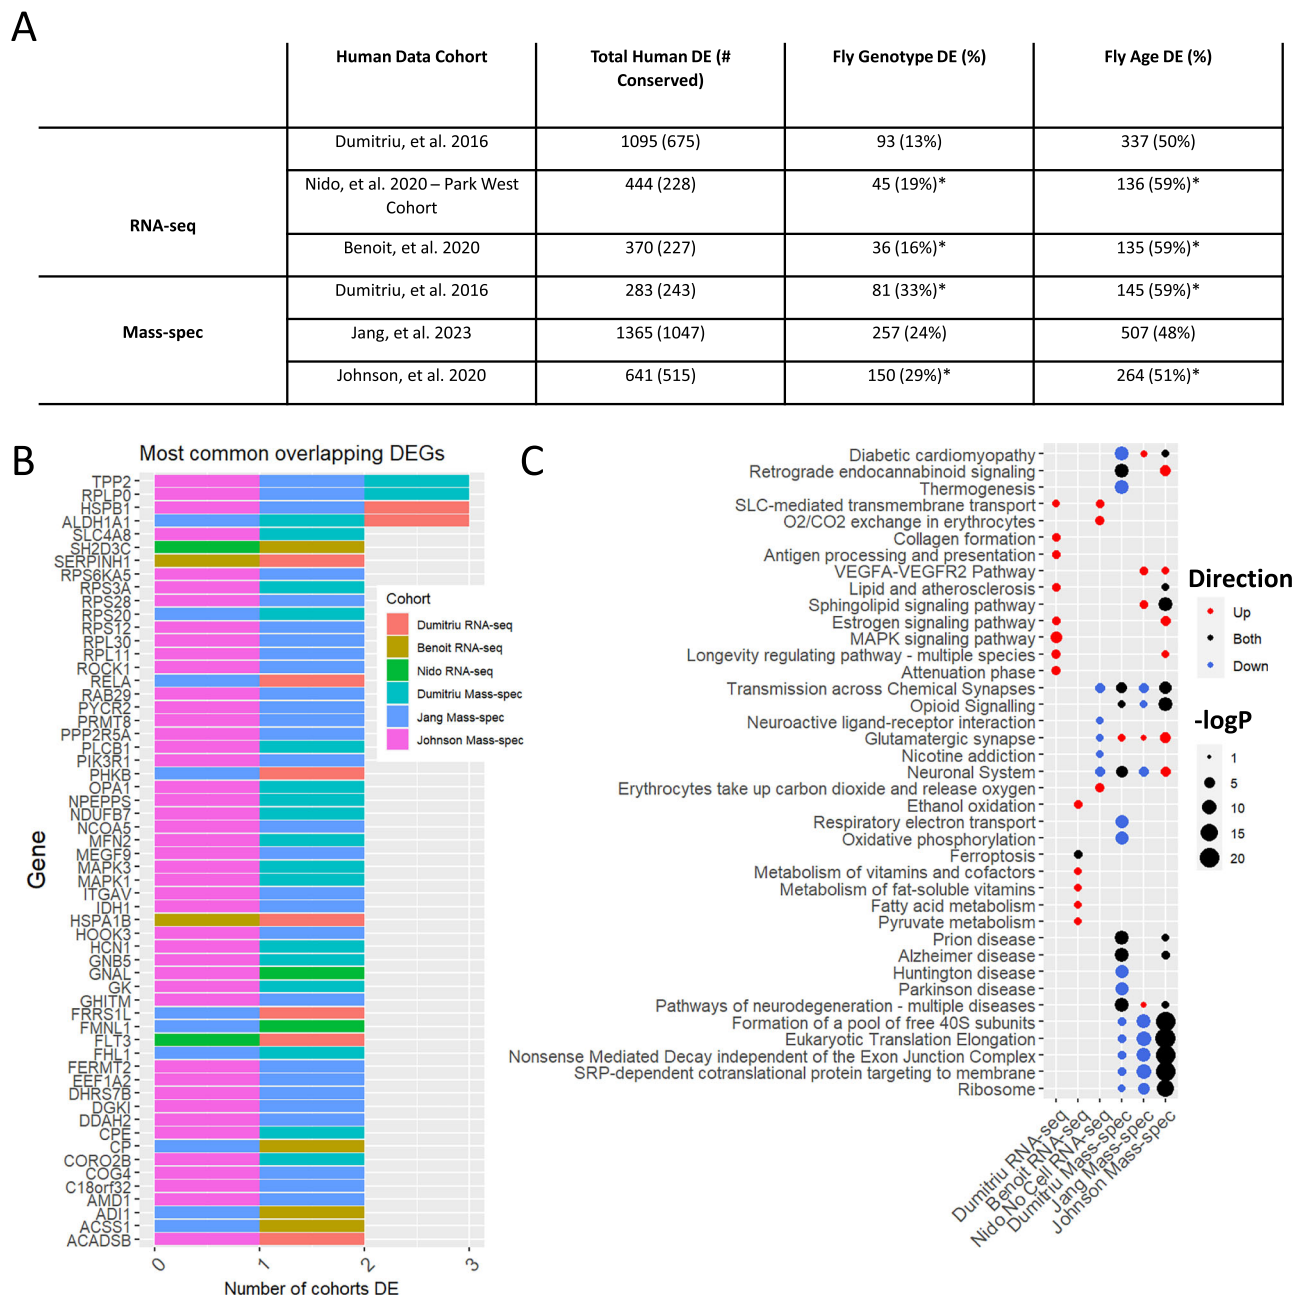 A
Human Data Cohort
Total Human DE (#
Conserved)
Fly Genotype DE (%)
Fly Age DE (%)
RNA-seq
Dumitriu, et al. 2016
1095 (675)
93 (13%)
337 (50%)
Nido, et al. 2020 – Park West
Cohort
444 (228)
45 (19%)*
136 (59%)*
Benoit, et al. 2020
370 (227)
36 (16%)*
135 (59%)*
Mass-spec
Dumitriu, et al. 2016
283 (243)
81 (33%)*
145 (59%)*
Jang, et al. 2023
1365 (1047)
257 (24%)
507 (48%)
Johnson, et al. 2020
641 (515)
150 (29%)*
264 (51%)*
B
Most common overlapping DEGs
Gene
TPP2
RPLP0
HSPB1
ALDH1A1
SLC4A8
SH2D3C
SERPINH1
RPS6KA5
RPS3A
RPS28
RPS20
RPS12
RPL30
RPL11
ROCK1
RELA
RAB29
PYCR2
PRMT8
PPP2R5A
PLCB1
PIK3R1
PHKB
OPA1
NPEPPS
NDUFB7
NCOA5
MFN2
MEGF9
MAPK3
MAPK1
ITGAV
IDH1
HSPA1B
HOOK3
HCN1
GNB5
GNAL
GK
GHITM
FRRS1L
FMNL1
FLT3
FHL1
FERMT2
EEF1A2
DHRS7B
DGKI
DDAH2
CPE
CP
CORO2B
COG4
C18orf32
AMD1
ADI1
ACSS1
ACADSB
0
1
2
3
Number of cohorts DE
Cohort
Dumitriu RNA-seq
Benoit RNA-seq
Nido RNA-seq
Dumitriu Mass-spec
Jang Mass-spec
Johnson Mass-spec
C
Diabetic cardiomyopathy
Retrograde endocannabinoid signaling
Thermogenesis
SLC-mediated transmembrane transport
O2/CO2 exchange in erythrocytes
Collagen formation
Antigen processing and presentation
VEGFA-VEGFR2 Pathway
Lipid and atherosclerosis
Sphingolipid signaling pathway
Estrogen signaling pathway
MAPK signaling pathway
Longevity regulating pathway - multiple species
Attenuation phase
Transmission across Chemical Synapses
Opioid Signalling
Neuroactive ligand-receptor interaction
Glutamatergic synapse
Nicotine addiction
Neuronal System
Erythrocytes take up carbon dioxide and release oxygen
Ethanol oxidation
Respiratory electron transport
Oxidative phosphorylation
Ferroptosis
Metabolism of vitamins and cofactors
Metabolism of fat-soluble vitamins
Fatty acid metabolism
Pyruvate metabolism
Prion disease
Alzheimer disease
Huntington disease
Parkinson disease
Pathways of neurodegeneration - multiple diseases
Formation of a pool of free 40S subunits
Eukaryotic Translation Elongation
Nonsense Mediated Decay independent of the Exon Junction Complex
SRP-dependent cotranslational protein targeting to membrane
Ribosome
Dumitriu RNA-seq
Benoit RNA-seq
Nido No Cell RNA-seq
Dumitriu Mass-spec
Jang Mass-spec
Johnson Mass-spec
Direction
Up
Both
Down
-logP
1
5
10
15
20